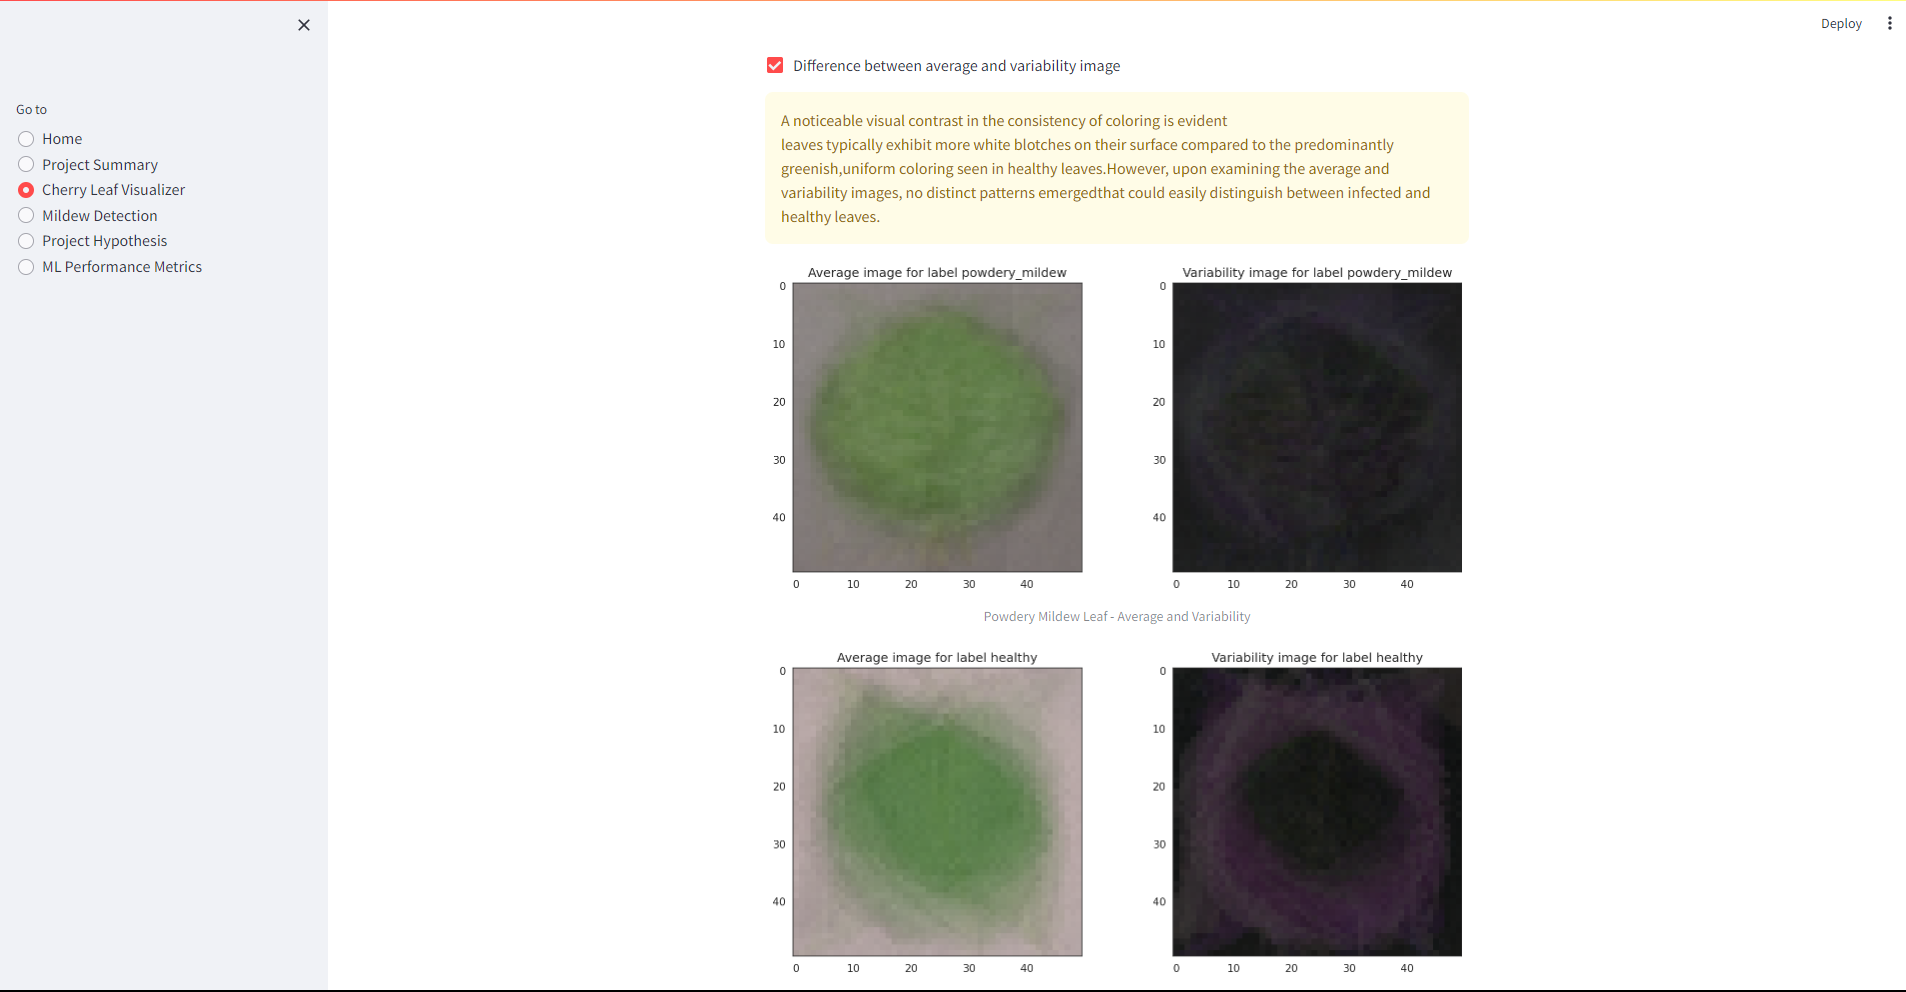 Deploy
Go to
Home
Project Summary
Cherry Leaf Visualizer
Mildew Detection
Project Hypothesis
ML Performance Metrics
Difference between average and variability image
A noticeable visual contrast in the consistency of coloring is evident
leaves typically exhibit more white blotches on their surface compared to the predominantly
greenish,uniform coloring seen in healthy leaves.However, upon examining the average and
variability images, no distinct patterns emergedthat could easily distinguish between infected and
healthy leaves.
Average image for label powdery_mildew
0
10
20
30
40
0 10 20 30 40
Variability image for label powdery_mildew
0
10
20
30
40
0 10 20 30 40
Powdery Mildew Leaf - Average and Variability
Average image for label healthy
0
10
20
30
40
0 10 20 30 40
Variability image for label healthy
0
10
20
30
40
0 10 20 30 40